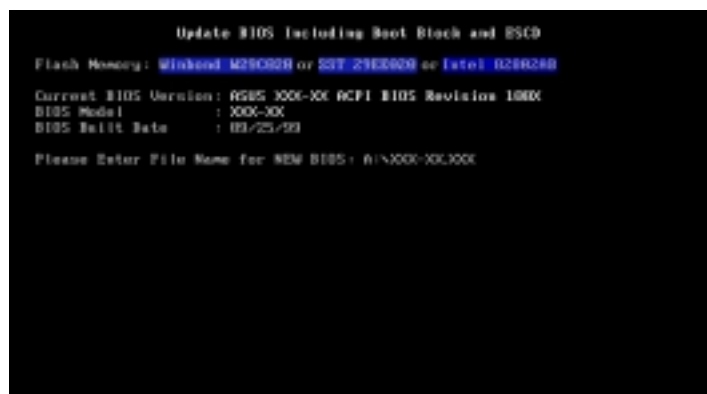 Update BIOS Including Boot Block and ESCD
Flash Memory: Winbond W29C020 or SST 29EE020 or Intel 82802AB
Current BIOS Version: ASUS XXX-XX ACPI BIOS Revision 100X
BIOS Model : XXX-XX
BIOS Built Date : 09/25/99
Please Enter File Name for NEW BIOS: A:\XXX-XX.XXX